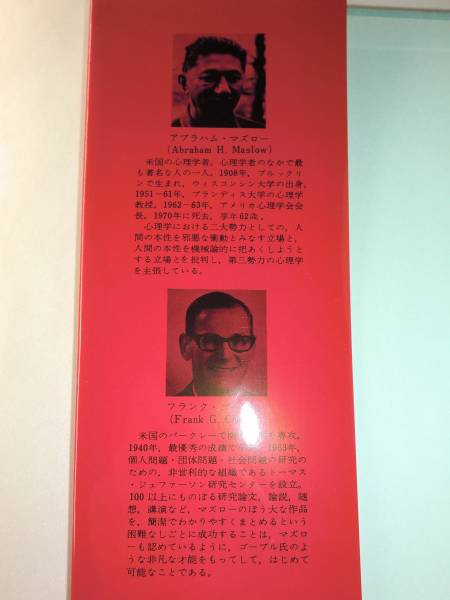 アブラハム・マズロー
(Abraham H. Maslow)
米国の心理学者。心理学者のなかで最
も著名な人の一人。1908年，ブルックリ
ンで生まれ，ウィスコンシン大学の出身，
1951－61年，ブランディス大学の心理学
教授。1962－63年，アメリカ心理学会会
長。1970年に死去，享年62歳。
心理学における二大勢力としての，人
間の本性を邪悪な衝動とみなす立場と，
人間の本性を機械論的に把あくしようと
する立場とを批判し，第三勢力の心理学
を主張している。
フランク・
(Frank G.
米国のバークレーで
を専攻。
1940年，最優秀の成績で
1963年，
個人問題・団体問題・社会問題の研究の
ための，非営利的な組織であるトーマス
・ジェファーソン研究センターを設立。
100以上にものぼる研究論文，論説，随
想，講演など，マズローのぼう大な作品
を，簡潔でわかりやすくまとめるという
困難なしごとに成功することは，マズロ
ーも認めているように，ゴーブル氏のよ
うな非凡な才能をもってして，はじめて
可能なことである。